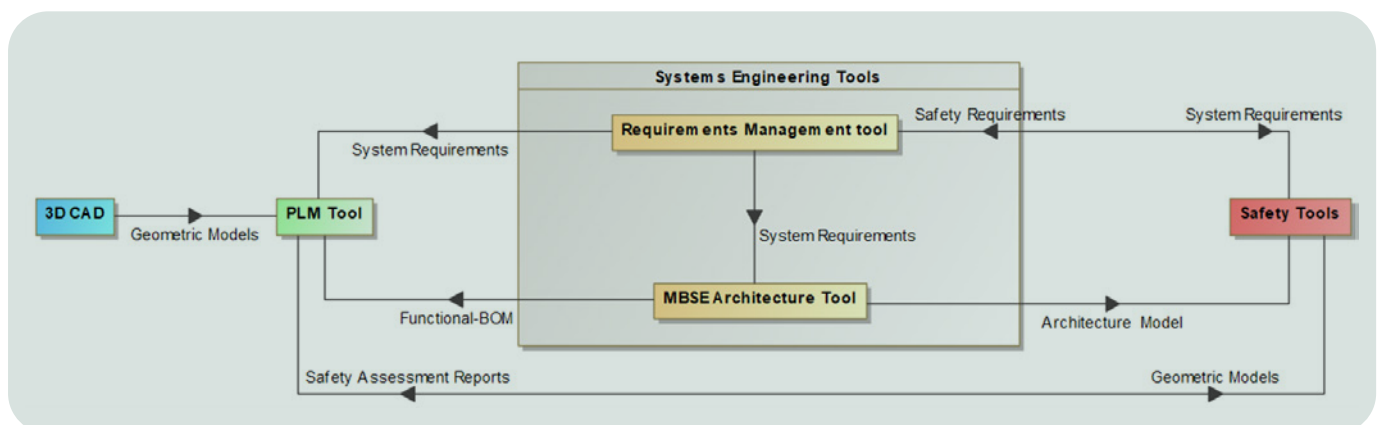 Systems Engineering Tools
Requirements Management tool
Safety Requirements
System Requirements
System Requirements
3D CAD
Geometric Models
PLM Tool
Safety Tools
System Requirements
MBSE Architecture Tool
Functional-BOM
Architecture Model
Safety Assessment Reports
Geometric Models